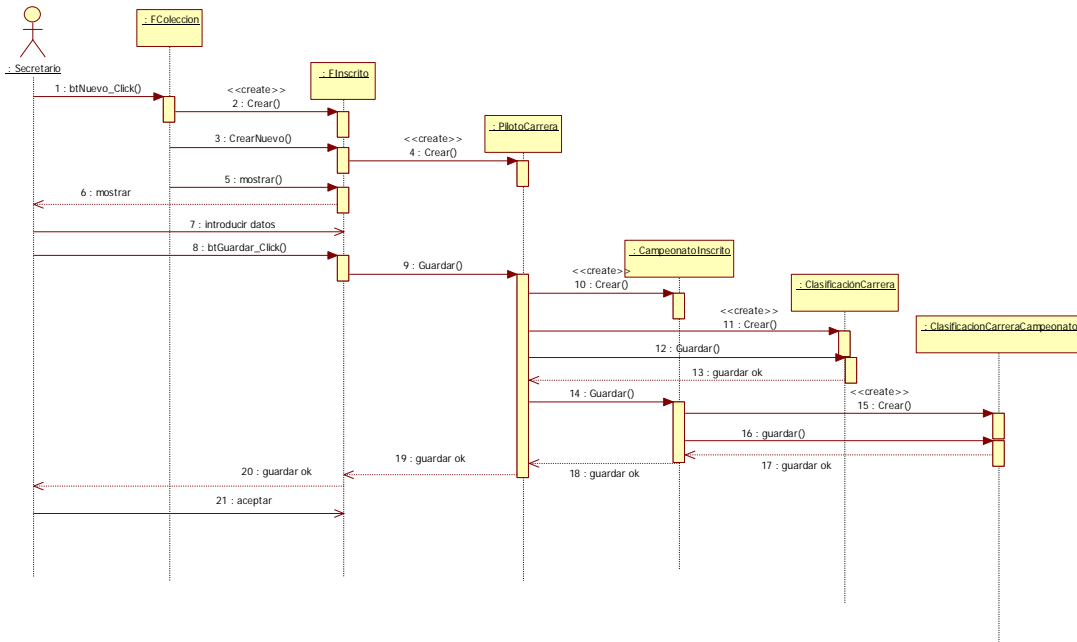 : FColeccion
: Secretario
: FInscrito
1 : btNuevo_Click()
<<create>>
2 : Crear()
: PilotoCarrera
3 : CrearNuevo()
<<create>>
4 : Crear()
5 : mostrar()
6 : mostrar
7 : introducir datos
8 : btGuardar_Click()
: CampeonatoInscrito
9 : Guardar()
<<create>>
10 : Crear()
: ClasificaciónCarrera
<<create>>
11 : Crear()
: ClasificacionCarreraCampeonato
12 : Guardar()
13 : guardar ok
14 : Guardar()
<<create>>
15 : Crear()
16 : guardar()
17 : guardar ok
18 : guardar ok
19 : guardar ok
20 : guardar ok
21 : aceptar